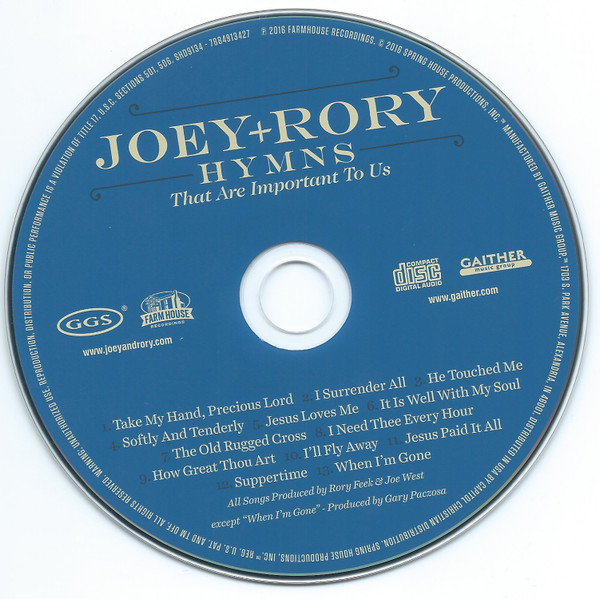 JOEY+RORY
HYMNS
That Are Important To Us
GGS®
FARM HOUSE
RECORDINGS
www.joeyandrory.com
COMPACT
disc
DIGITAL AUDIO
GAITHER
music group
www.gaither.com
1. Take My Hand, Precious Lord 2. I Surrender All 3. He Touched Me
4. Softly And Tenderly 5. Jesus Loves Me 6. It Is Well With My Soul
7. The Old Rugged Cross 8. I Need Thee Every Hour
9. How Great Thou Art 10. I'll Fly Away 11. Jesus Paid It All
12. Suppertime 13. When I'm Gone
All Songs Produced by Rory Feek & Joe West
except "When I'm Gone" - Produced by Gary Paczosa
℗ 2016 FARMHOUSE RECORDINGS. © 2016 SPRING HOUSE PRODUCTIONS, INC.™ MANUFACTURED BY GAITHER MUSIC GROUP,™ 1703 S. PARK AVENUE, ALEXANDRIA, IN 46001. DISTRIBUTED IN USA BY CAPITOL CHRISTIAN DISTRIBUTION. SPRING HOUSE PRODUCTIONS, INC.™ REG. U.S. PAT. AND TM OFF. ALL RIGHTS RESERVED. WARNING: UNAUTHORIZED USE, REPRODUCTION, DISTRIBUTION, OR PUBLIC PERFORMANCE IS A VIOLATION OF TITLE 17, U.S.C. SECTIONS 501, 506. SHD9134 - 7884913427